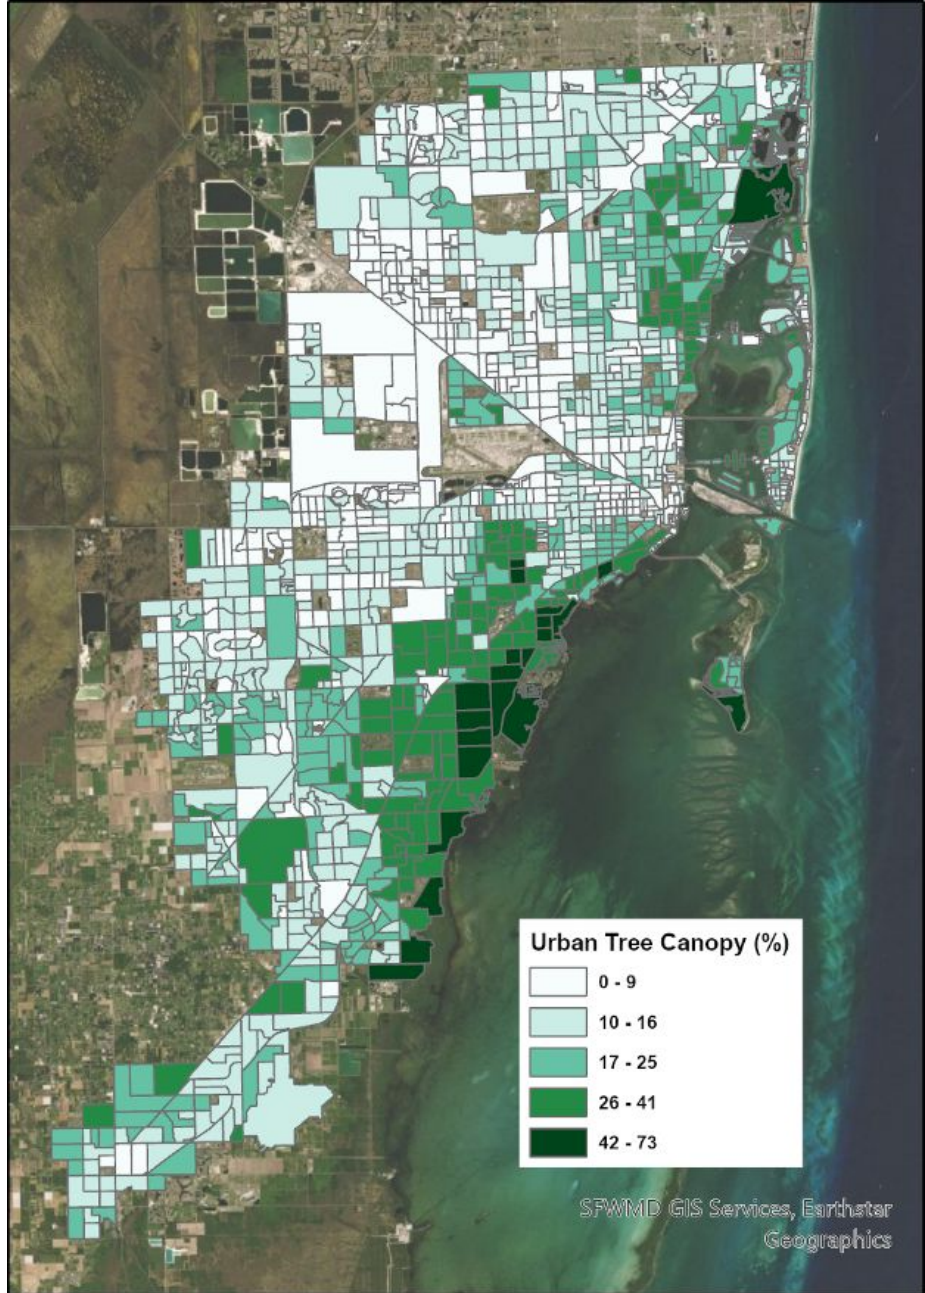 Urban Tree Canopy (%)
0 - 9
10 - 16
17 - 25
26 - 41
42 - 73
SFWMD GIS Services, Earthstar
Geographics